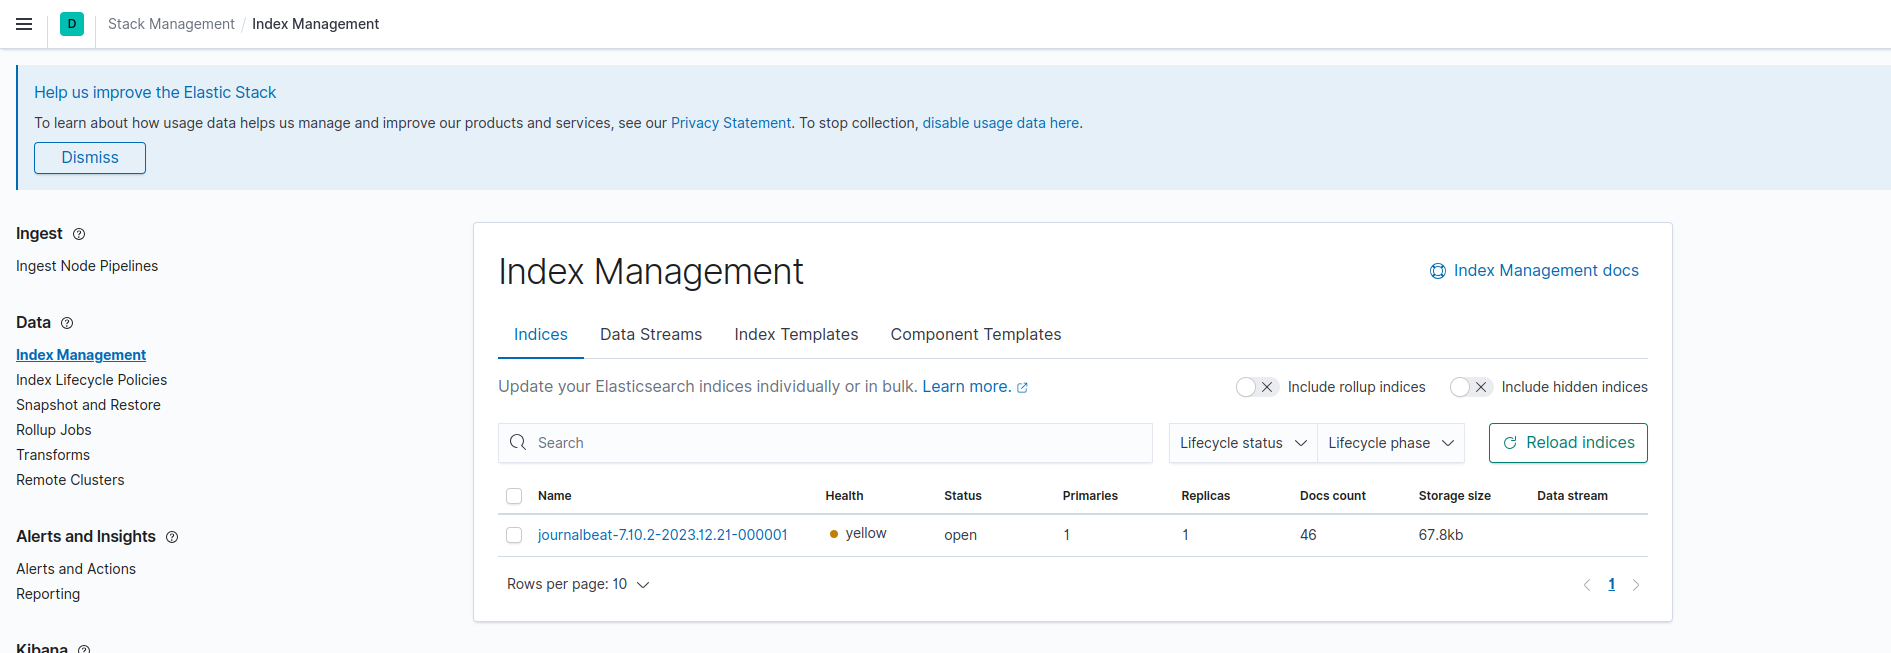 D Stack Management / Index Management
Help us improve the Elastic Stack
To learn about how usage data helps us manage and improve our products and services, see our Privacy Statement. To stop collection, disable usage data here.
Dismiss
Ingest
Ingest Node Pipelines
Data
Index Management
Index Lifecycle Policies
Snapshot and Restore
Rollup Jobs
Transforms
Remote Clusters
Alerts and Insights
Alerts and Actions
Reporting
Kibana
Index Management
Index Management docs
Indices Data Streams Index Templates Component Templates
Update your Elasticsearch indices individually or in bulk. Learn more. Include rollup indices Include hidden indices
Search Lifecycle status Lifecycle phase Reload indices
Name Health Status Primaries Replicas Docs count Storage size Data stream
journalbeat-7.10.2-2023.12.21-000001 yellow open 1 1 46 67.8kb
Rows per page: 10 1